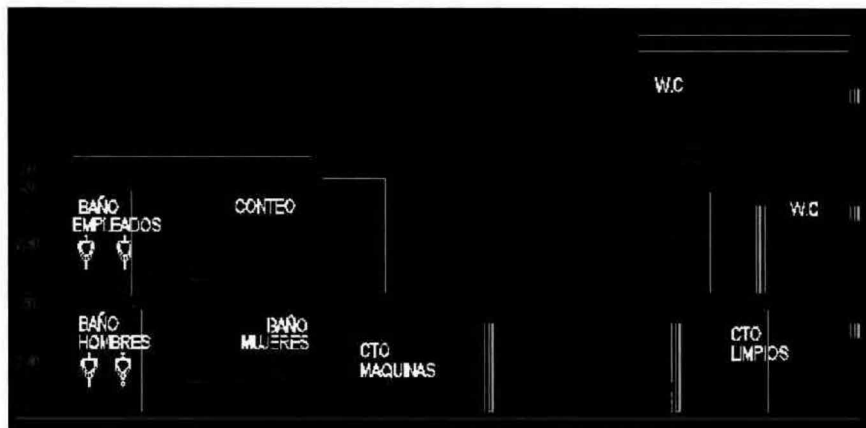 W.C
BAÑO
EMPLEADOS
CONTEO
W.C
BAÑO
HOMBRES
BAÑO
MUJERES
CTO
MAQUINAS
CTO
LIMPIOS